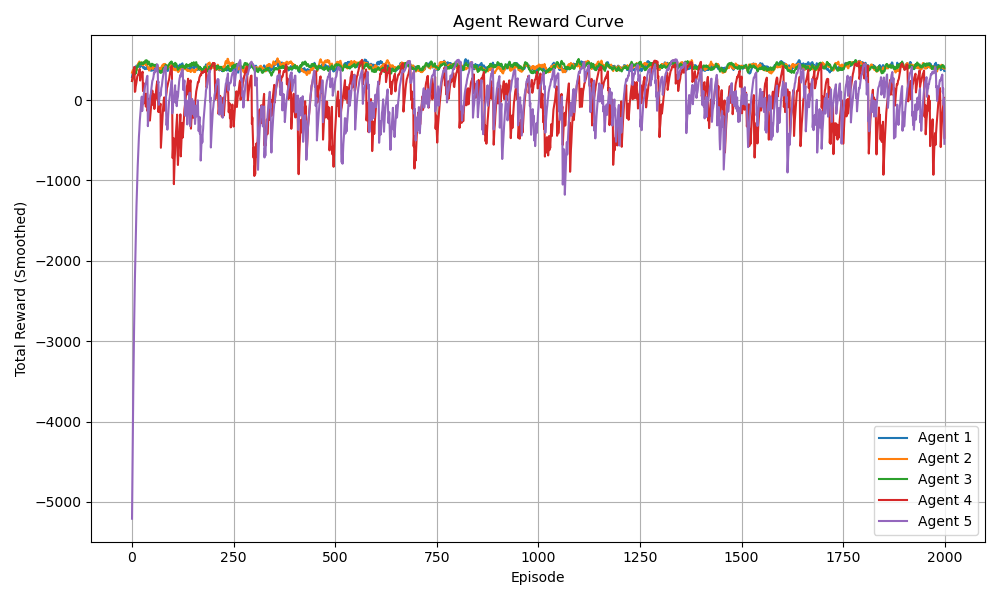 Agent Reward Curve
Total Reward (Smoothed)
0
−1000
−2000
−3000
−4000
−5000
0 250 500 750 1000 1250 1500 1750 2000
Episode
Agent 1
Agent 2
Agent 3
Agent 4
Agent 5